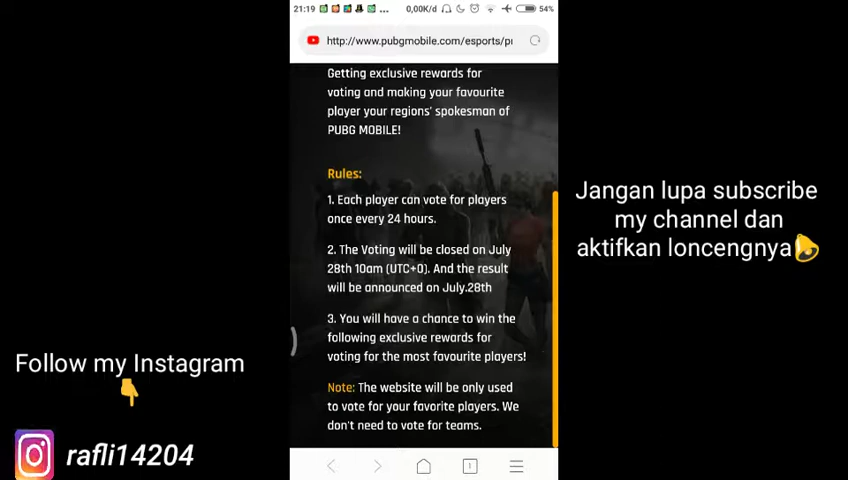 21:19
0,00K/d
54%
http://www.pubgmobile.com/esports/pı
Getting exclusive rewards for
voting and making your favourite
player your regions' spokesman of
PUBG MOBILE!
Rules:
1. Each player can vote for players
once every 24 hours.
2. The Voting will be closed on July
28th 10am (UTC+0). And the result
will be announced on July.28th
3. You will have a chance to win the
following exclusive rewards for
voting for the most favourite players!
Note: The website will be only used
to vote for your favorite players. We
don't need to vote for teams.
1
Jangan lupa subscribe
my channel dan
aktifkan loncengnya
Follow my Instagram
rafli14204